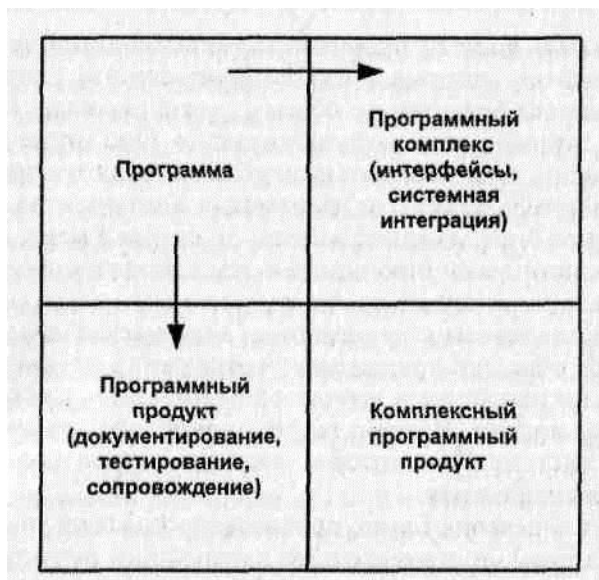 Программа
Программный
комплекс
(интерфейсы,
системная
интеграция)
Программный
продукт
(документирование,
тестирование,
сопровождение)
Комплексный
программный
продукт